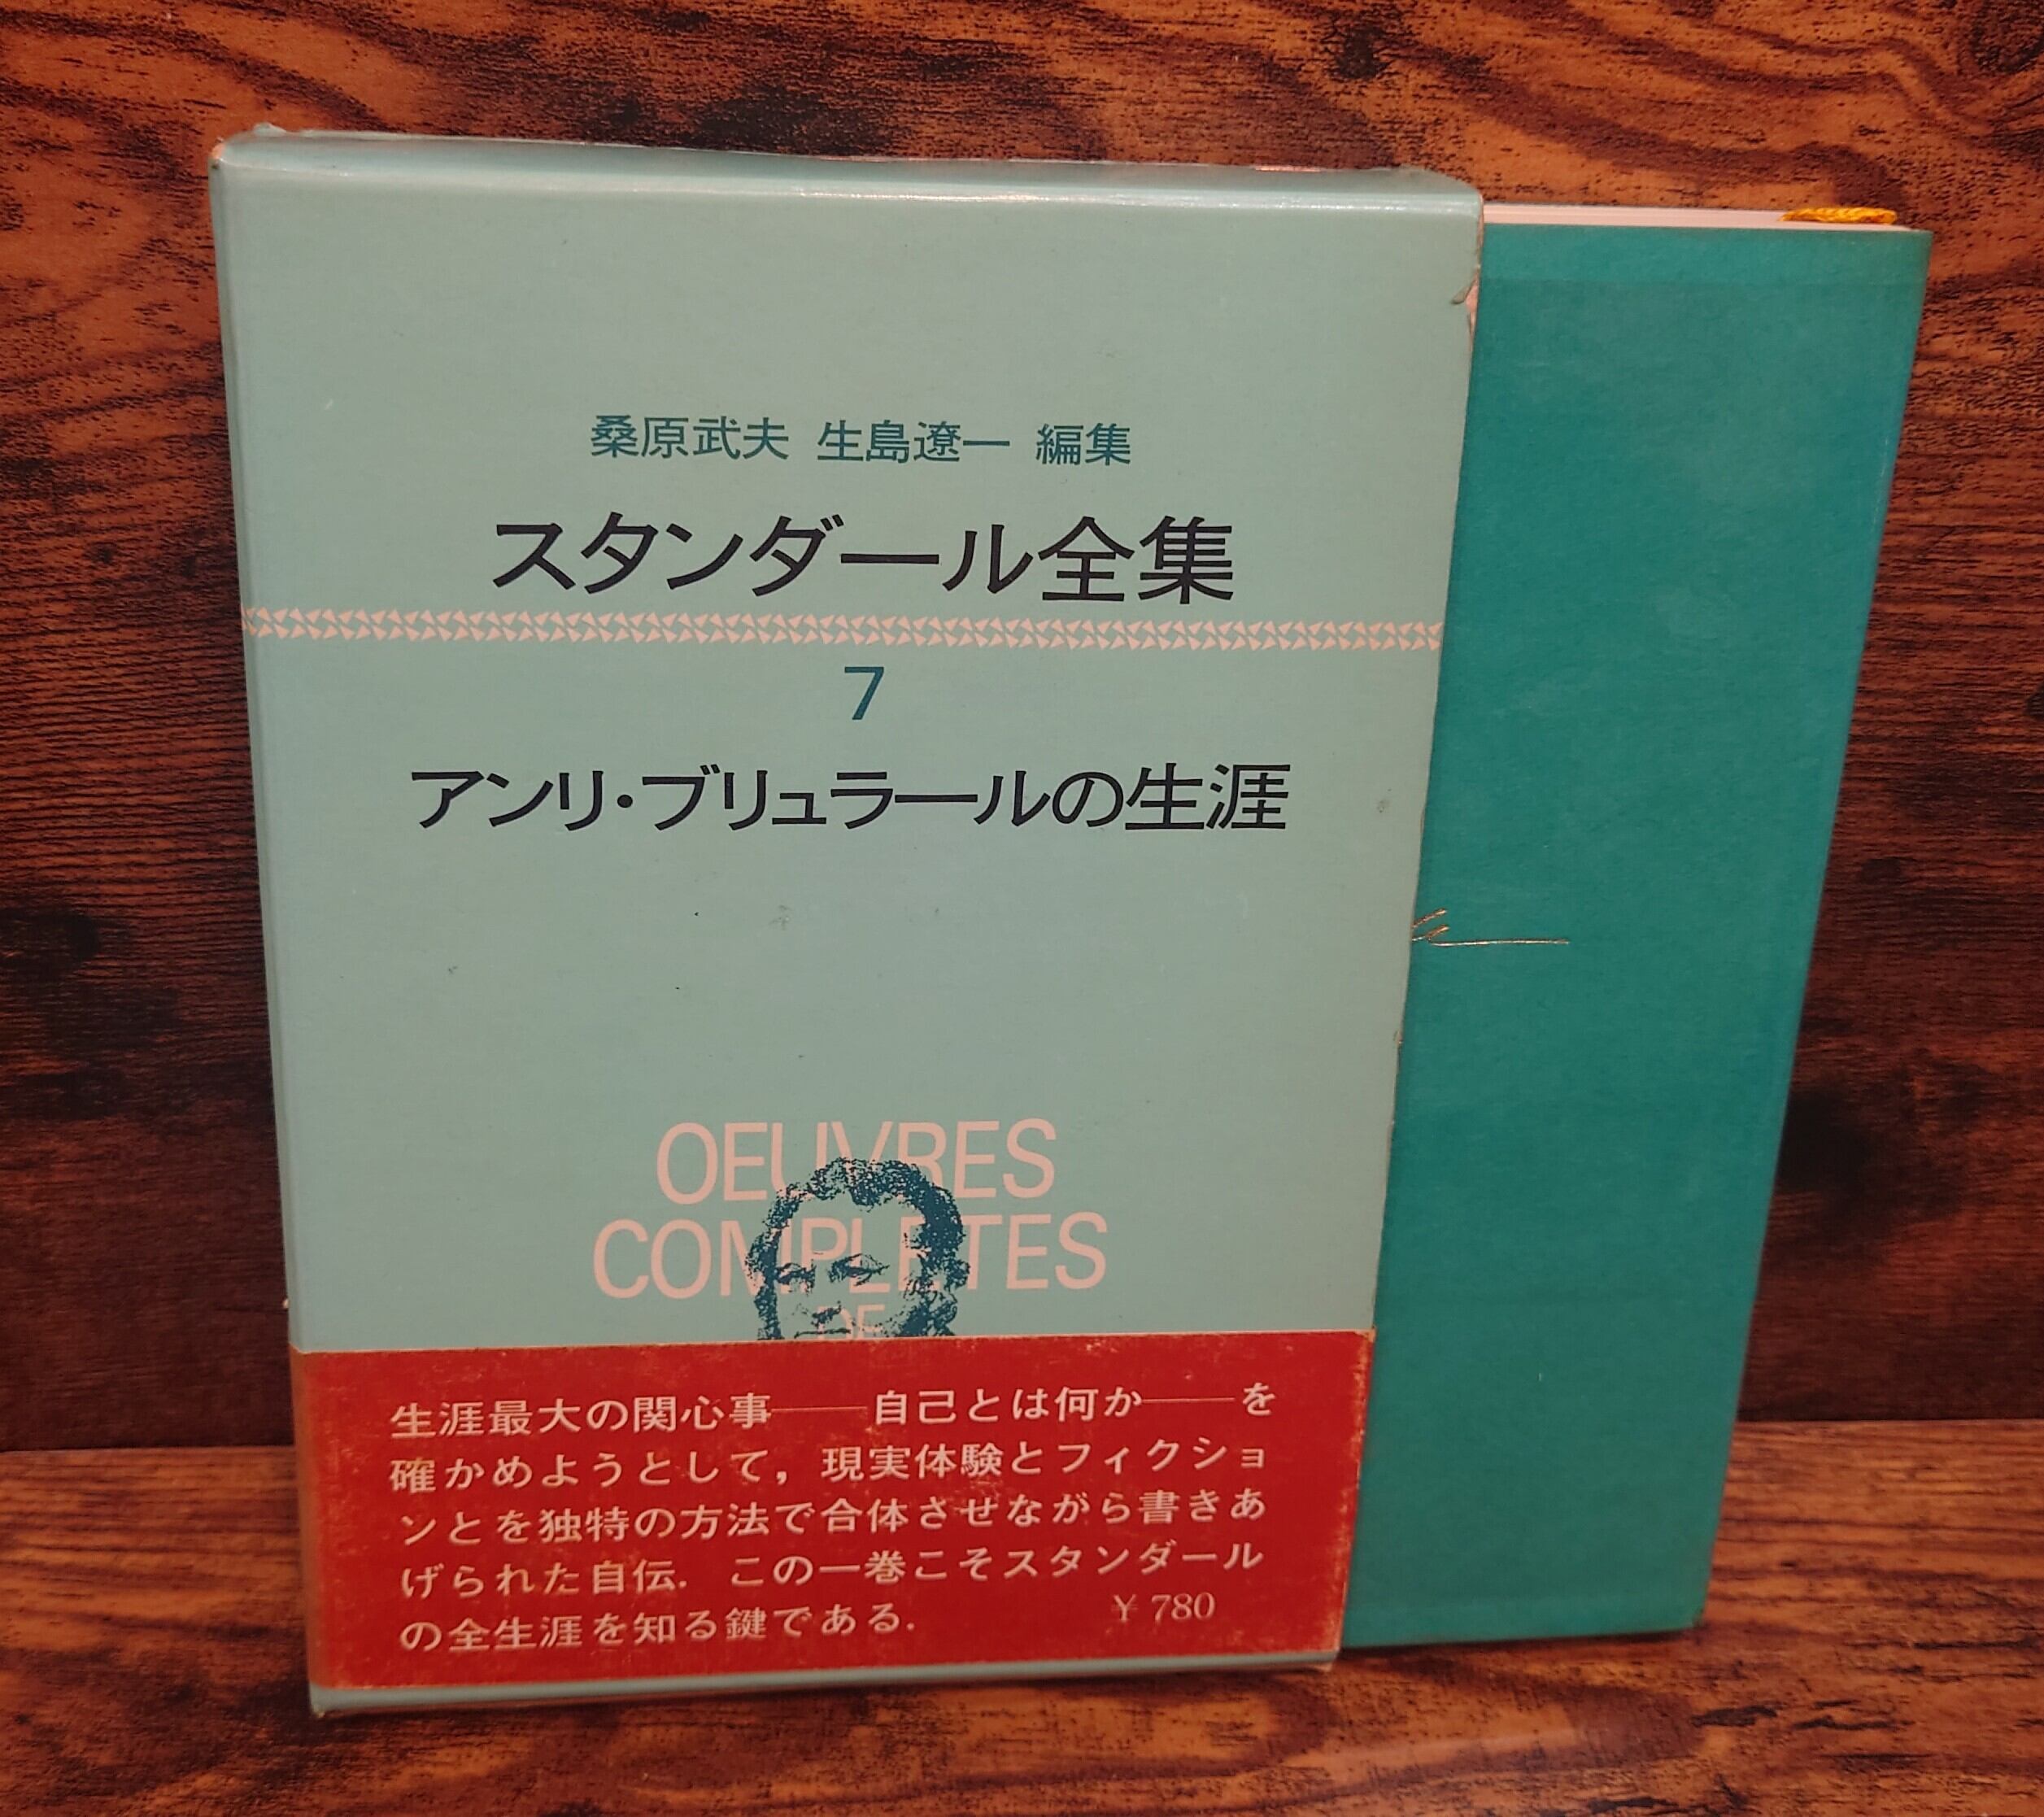 桑原武夫 生島遼一 編集
スタンダール全集
7
アンリ・ブリュラールの生涯
OEUVRES
COMPLETES
DE
生涯最大の関心事——自己とは何か——を
確かめようとして，現実体験とフィクショ
ンとを独特の方法で合体させながら書きあ
げられた自伝．この一巻こそスタンダール
の全生涯を知る鍵である．
￥780